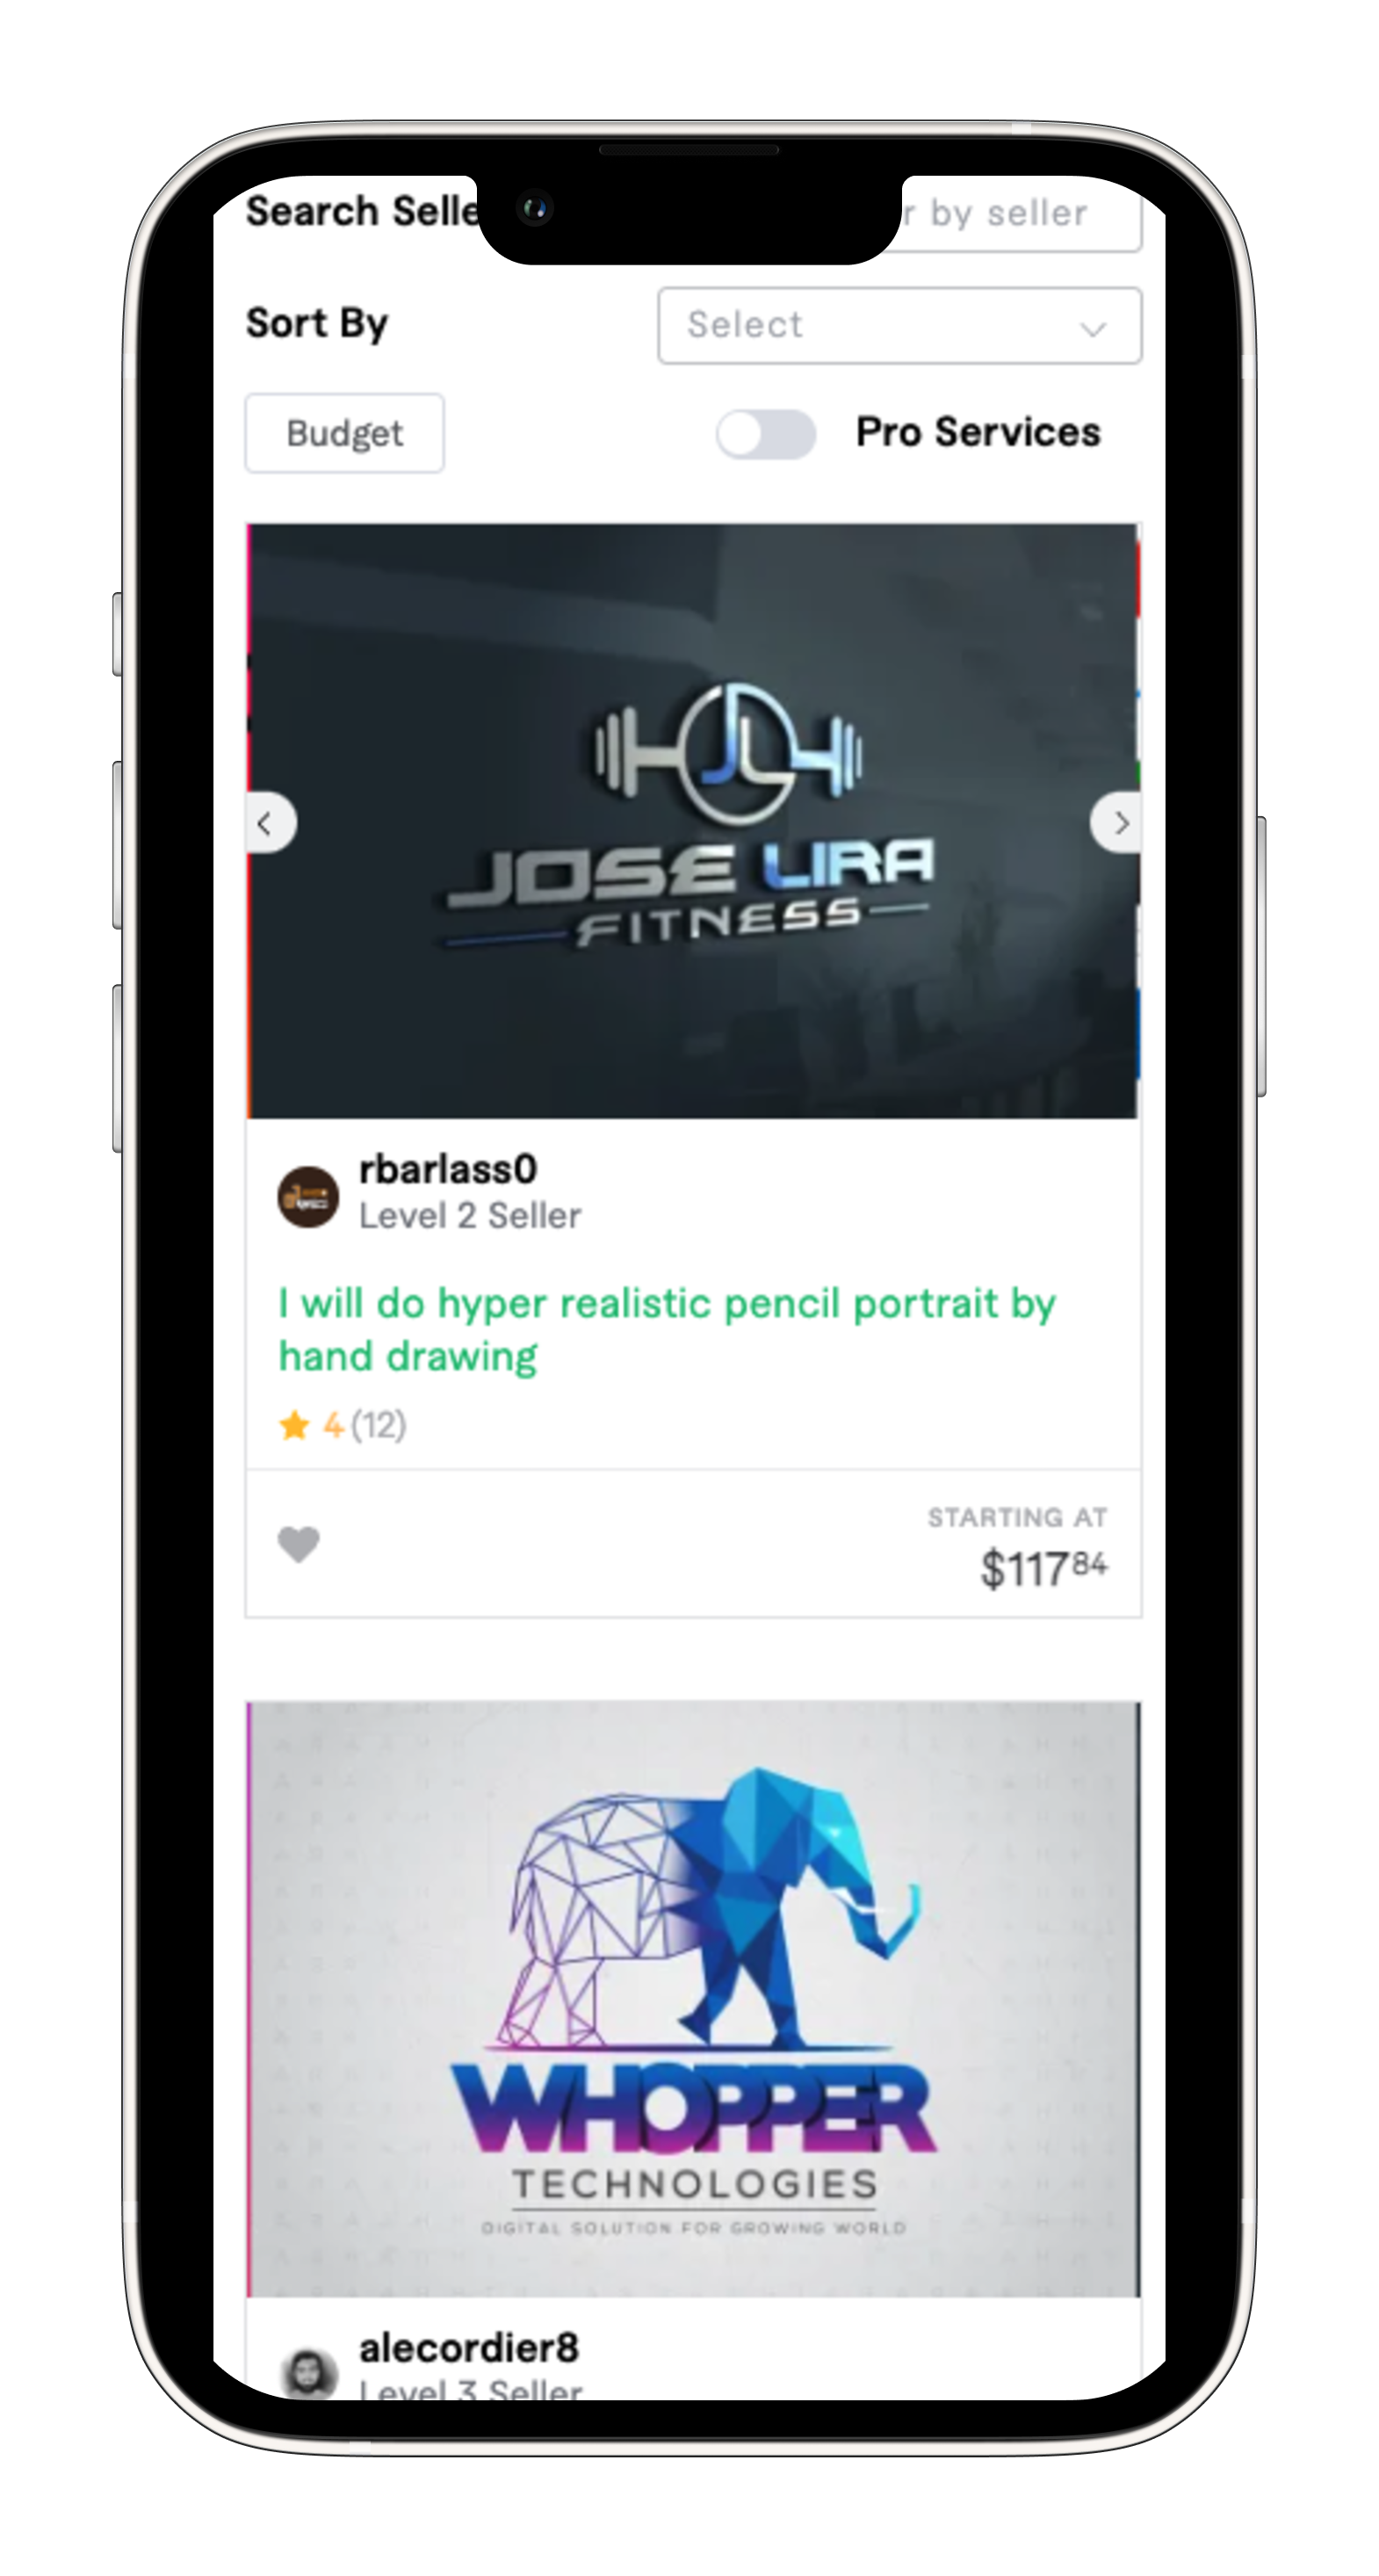 Search Selle
r by seller
Sort By
Select
Budget
Pro Services
JL
JOSE LIRA
FITNESS
rbarlass0
Level 2 Seller
I will do hyper realistic pencil portrait by
hand drawing
4 (12)
STARTING AT
$117 84
WHOPPER
TECHNOLOGIES
DIGITAL SOLUTION FOR GROWING WORLD
alecordier8
Level 3 Seller